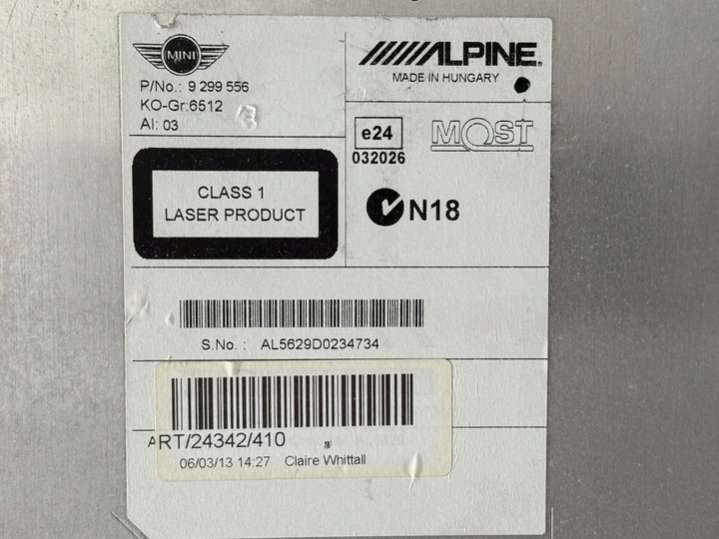 MINI
P/No.: 9 299 556
KO-Gr:6512
AI: 03
ALPINE®
MADE IN HUNGARY
e24
032026
MOST
CLASS 1
LASER PRODUCT
N18
S.No. : AL5629D0234734
ART/24342/410
06/03/13 14:27 Claire Whittall